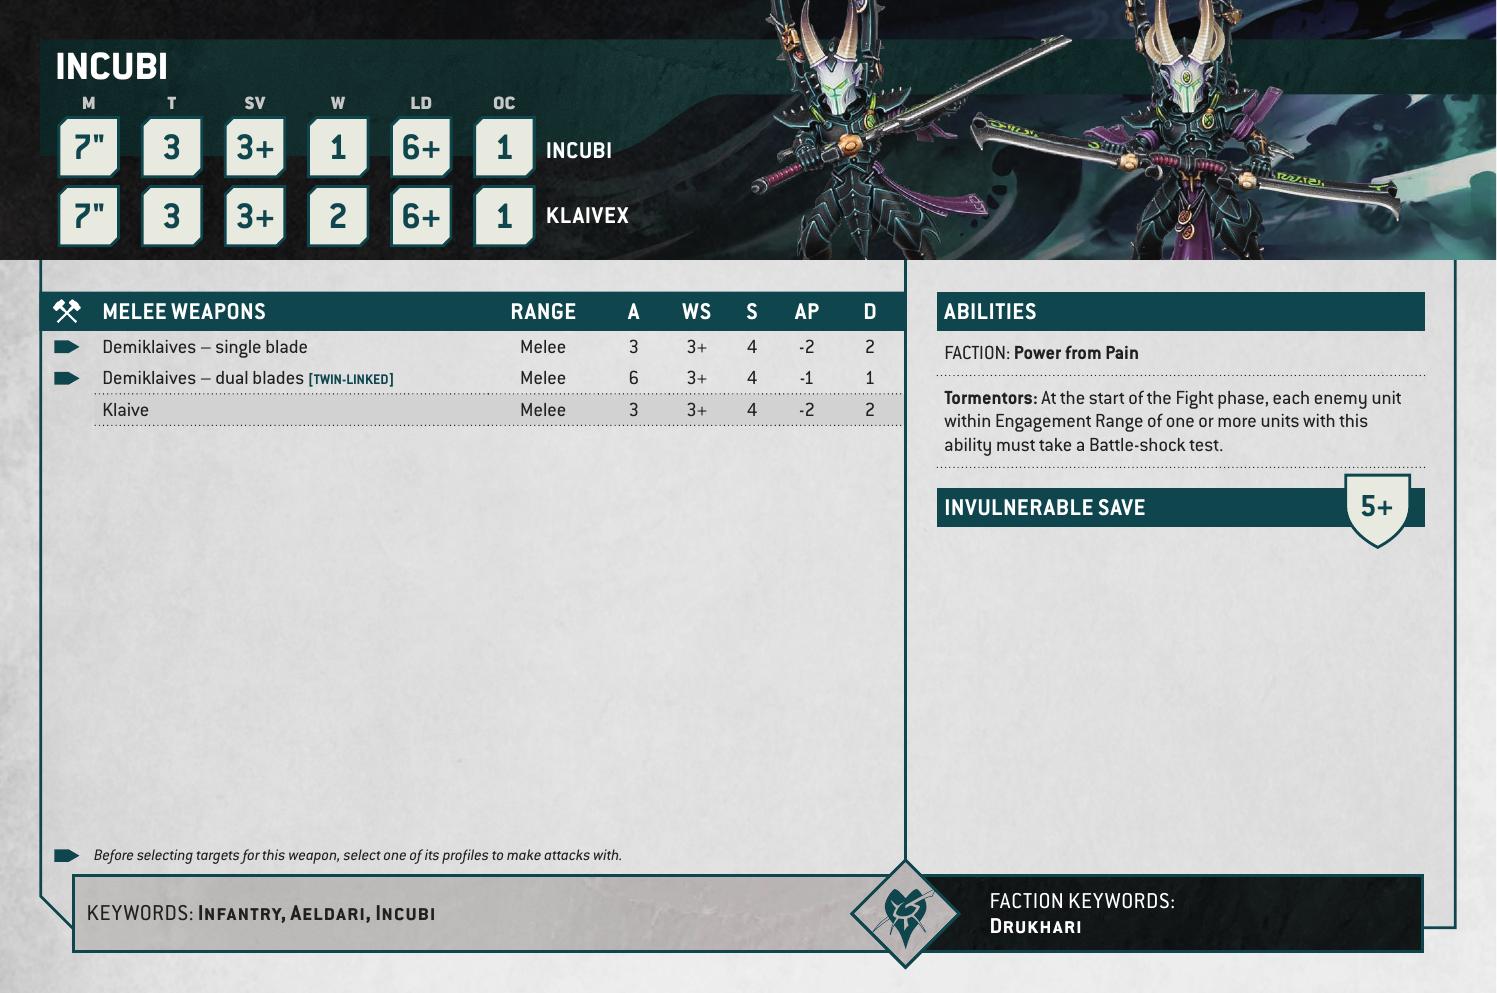 INCUBI
M T SV W LD OC
7" 3 3+ 1 6+ 1 INCUBI
7" 3 3+ 2 6+ 1 KLAIVEX
MELEE WEAPONS RANGE A WS S AP D
Demiklaives – single blade Melee 3 3+ 4 -2 2
Demiklaives – dual blades [TWIN-LINKED] Melee 6 3+ 4 -1 1
Klaive Melee 3 3+ 4 -2 2
Before selecting targets for this weapon, select one of its profiles to make attacks with.
ABILITIES
FACTION: Power from Pain
Tormentors: At the start of the Fight phase, each enemy unit
within Engagement Range of one or more units with this
ability must take a Battle-shock test.
INVULNERABLE SAVE 5+
KEYWORDS: INFANTRY, AELDARI, INCUBI
FACTION KEYWORDS:
DRUKHARI